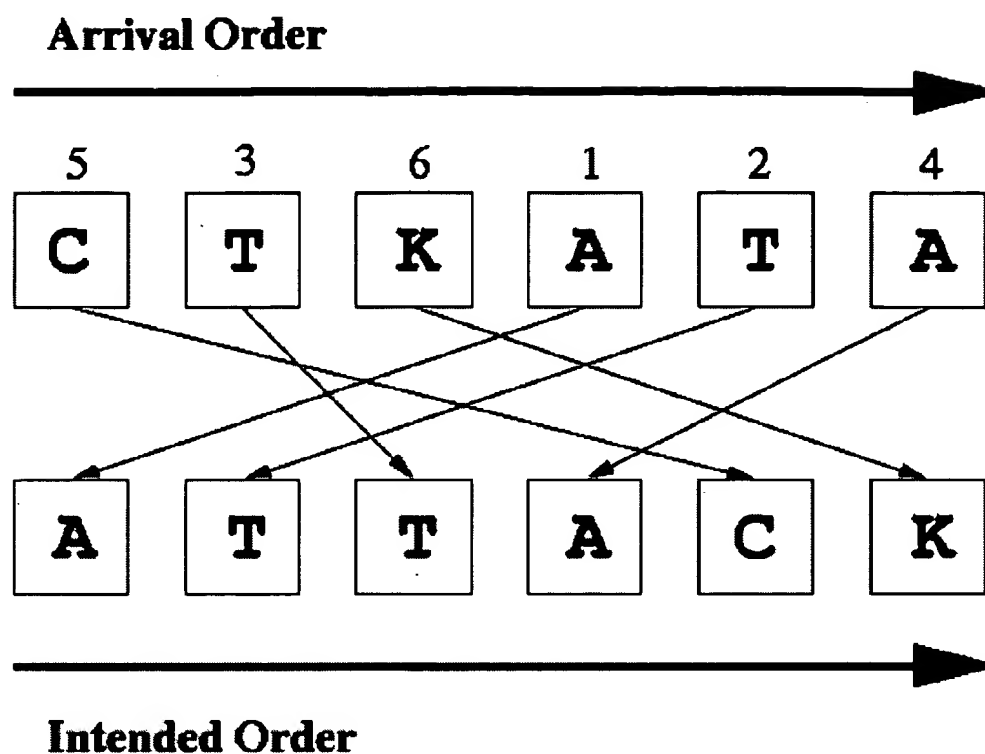 Arrival Order
5 3 6 1 2 4
C T K A T A
A T T A C K
Intended Order